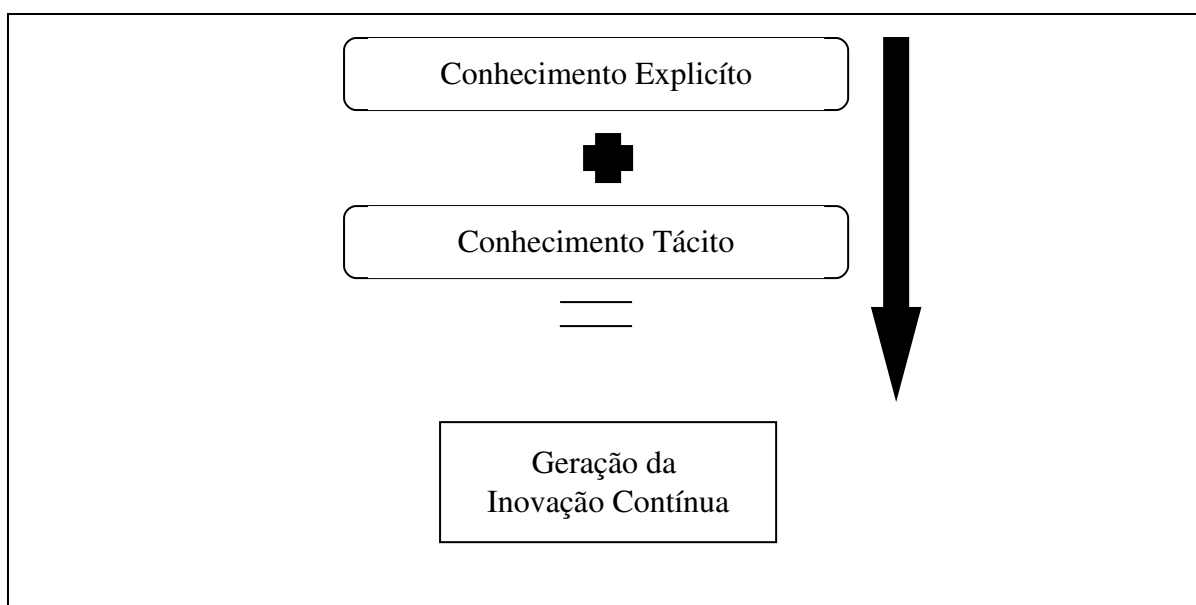 Conhecimento Explicíto
Conhecimento Tácito
Geração da
Inovação Contínua